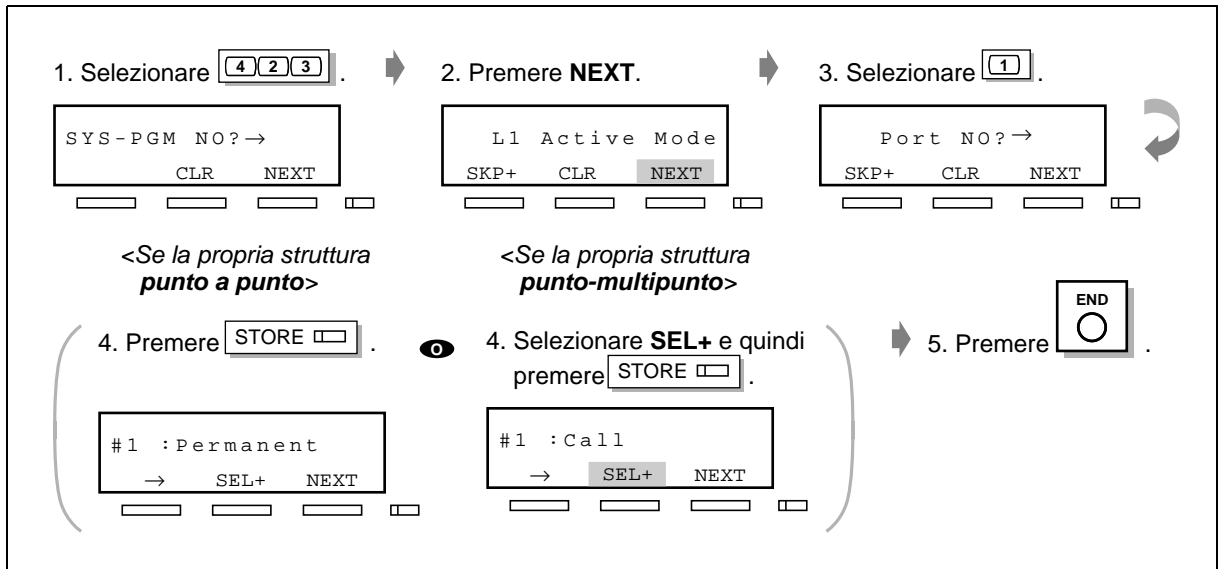 1. Selezionare 4 2 3 .
SYS-PGM NO?→
CLR NEXT
2. Premere NEXT.
L1 Active Mode
SKP+ CLR NEXT
3. Selezionare 1 .
Port NO?→
SKP+ CLR NEXT
<Se la propria struttura
punto a punto>
4. Premere STORE .
#1 :Permanent
→ SEL+ NEXT
o
<Se la propria struttura
punto-multipunto>
4. Selezionare SEL+ e quindi
premere STORE .
#1 :Call
→ SEL+ NEXT
END
5. Premere .